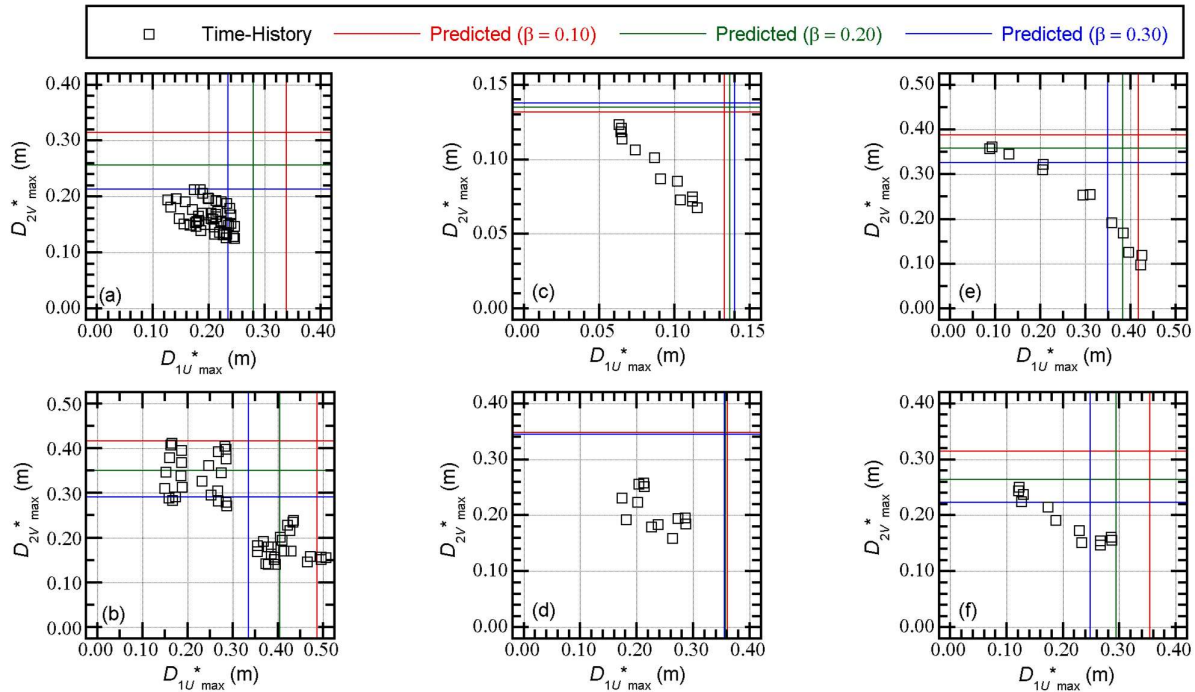 Time-History Predicted (β = 0.10) Predicted (β = 0.20) Predicted (β = 0.30)
0.40
0.30
0.20
0.10
0.00
D2V*max (m)
(a)
0.00 0.10 0.20 0.30 0.40
D1U*max (m)
0.15
0.10
0.05
0.00
D2V*max (m)
(c)
0.00 0.05 0.10 0.15
D1U*max (m)
0.50
0.40
0.30
0.20
0.10
0.00
D2V*max (m)
(e)
0.00 0.10 0.20 0.30 0.40 0.50
D1U*max (m)
0.50
0.40
0.30
0.20
0.10
0.00
D2V*max (m)
(b)
0.00 0.10 0.20 0.30 0.40 0.50
D1U*max (m)
0.40
0.30
0.20
0.10
0.00
D2V*max (m)
(d)
0.00 0.10 0.20 0.30 0.40
D1U*max (m)
0.40
0.30
0.20
0.10
0.00
D2V*max (m)
(f)
0.00 0.10 0.20 0.30 0.40
D1U*max (m)